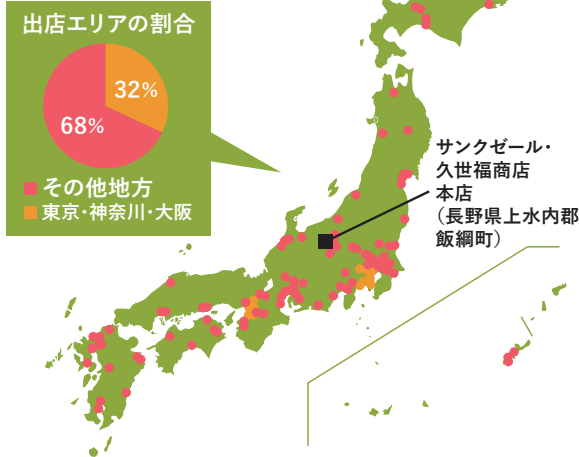 出店エリアの割合
32%
68%
その他地方
東京・神奈川・大阪
サンクゼール・
久世福商店
本店
(長野県上水内郡
飯綱町)